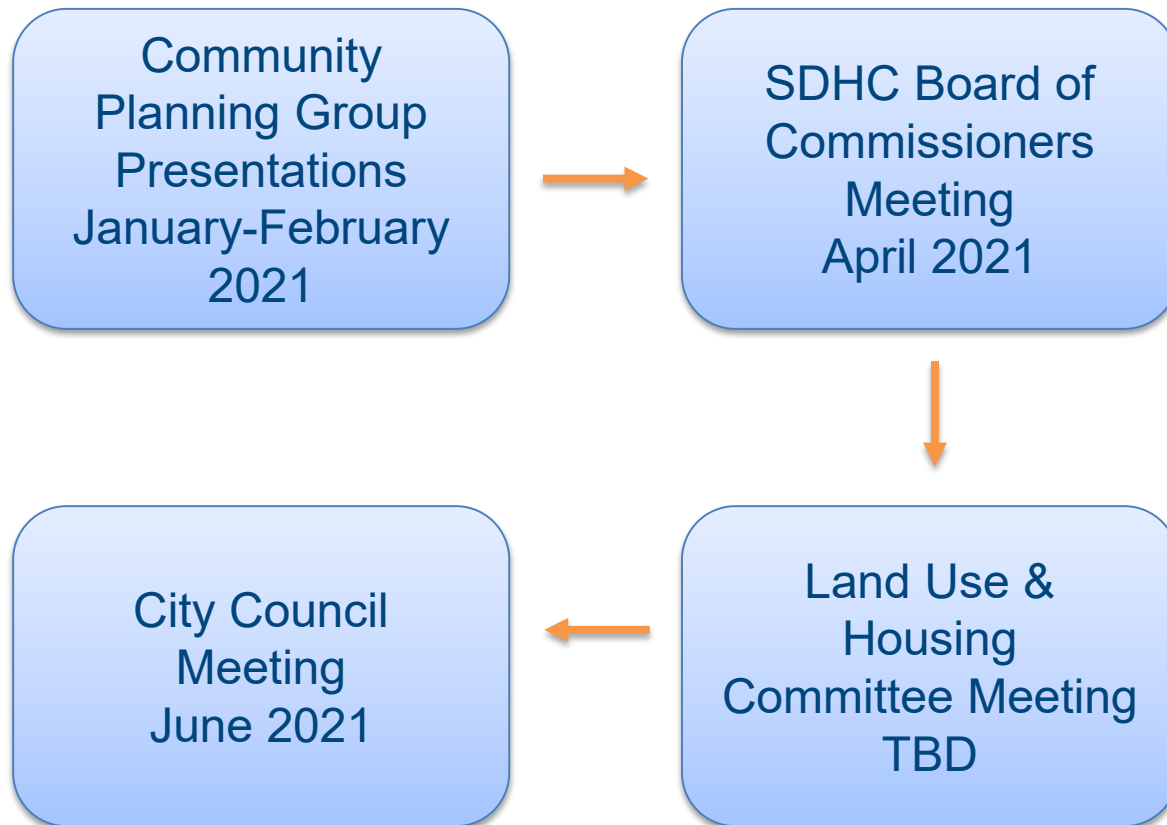 Community
Planning Group
Presentations
January-February
2021
SDHC Board of
Commissioners
Meeting
April 2021
Land Use &
Housing
Committee Meeting
TBD
City Council
Meeting
June 2021